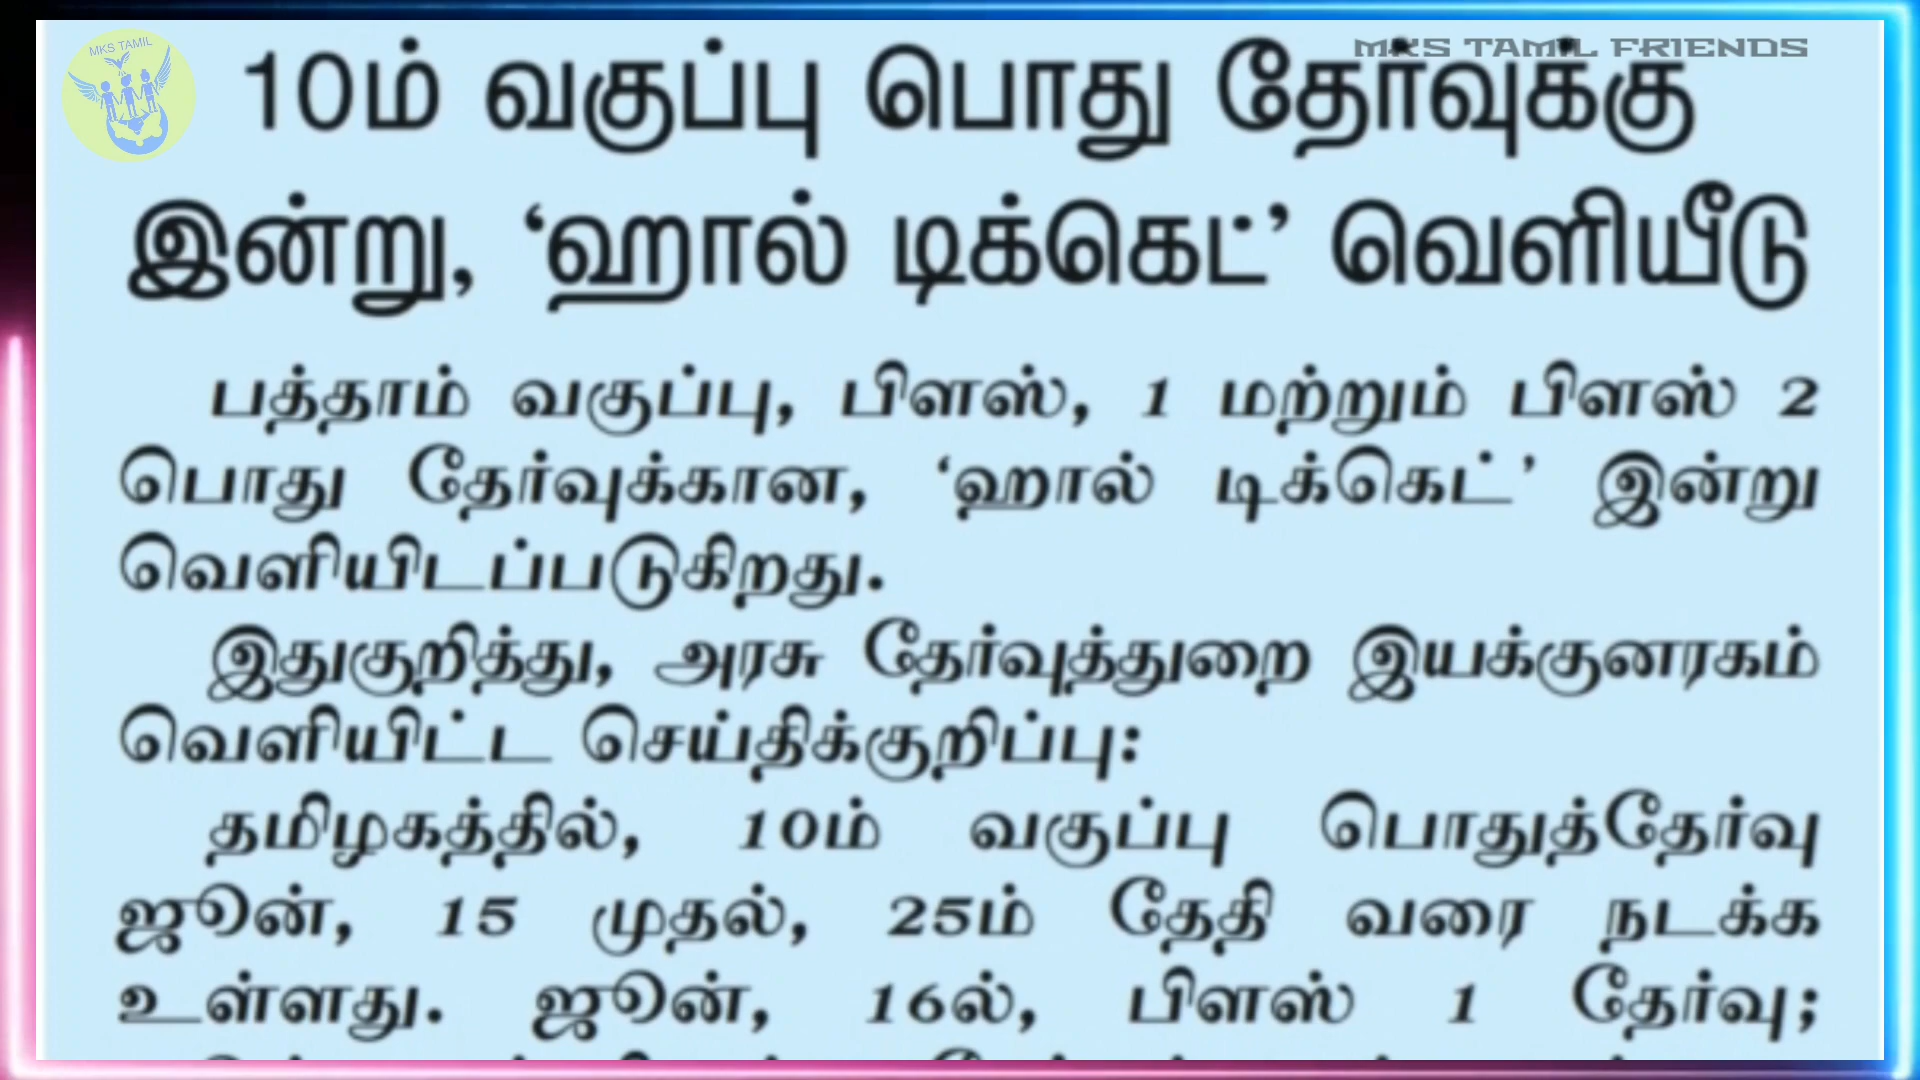 MKS TAMIL
MKS TAMIL FRIENDS
10ம் வகுப்பு பொது தேர்வுக்கு
இன்று, ‘ஹால் டிக்கெட்’ வெளியீடு
பத்தாம் வகுப்பு, பிளஸ், 1 மற்றும் பிளஸ் 2
பொது தேர்வுக்கான, ‘ஹால் டிக்கெட்’ இன்று
வெளியிடப்படுகிறது.
இதுகுறித்து, அரசு தேர்வுத்துறை இயக்குனரகம்
வெளியிட்ட செய்திக்குறிப்பு:
தமிழகத்தில், 10ம் வகுப்பு பொதுத்தேர்வு
ஜூன், 15 முதல், 25ம் தேதி வரை நடக்க
உள்ளது. ஜூன், 16ல், பிளஸ் 1 தேர்வு;